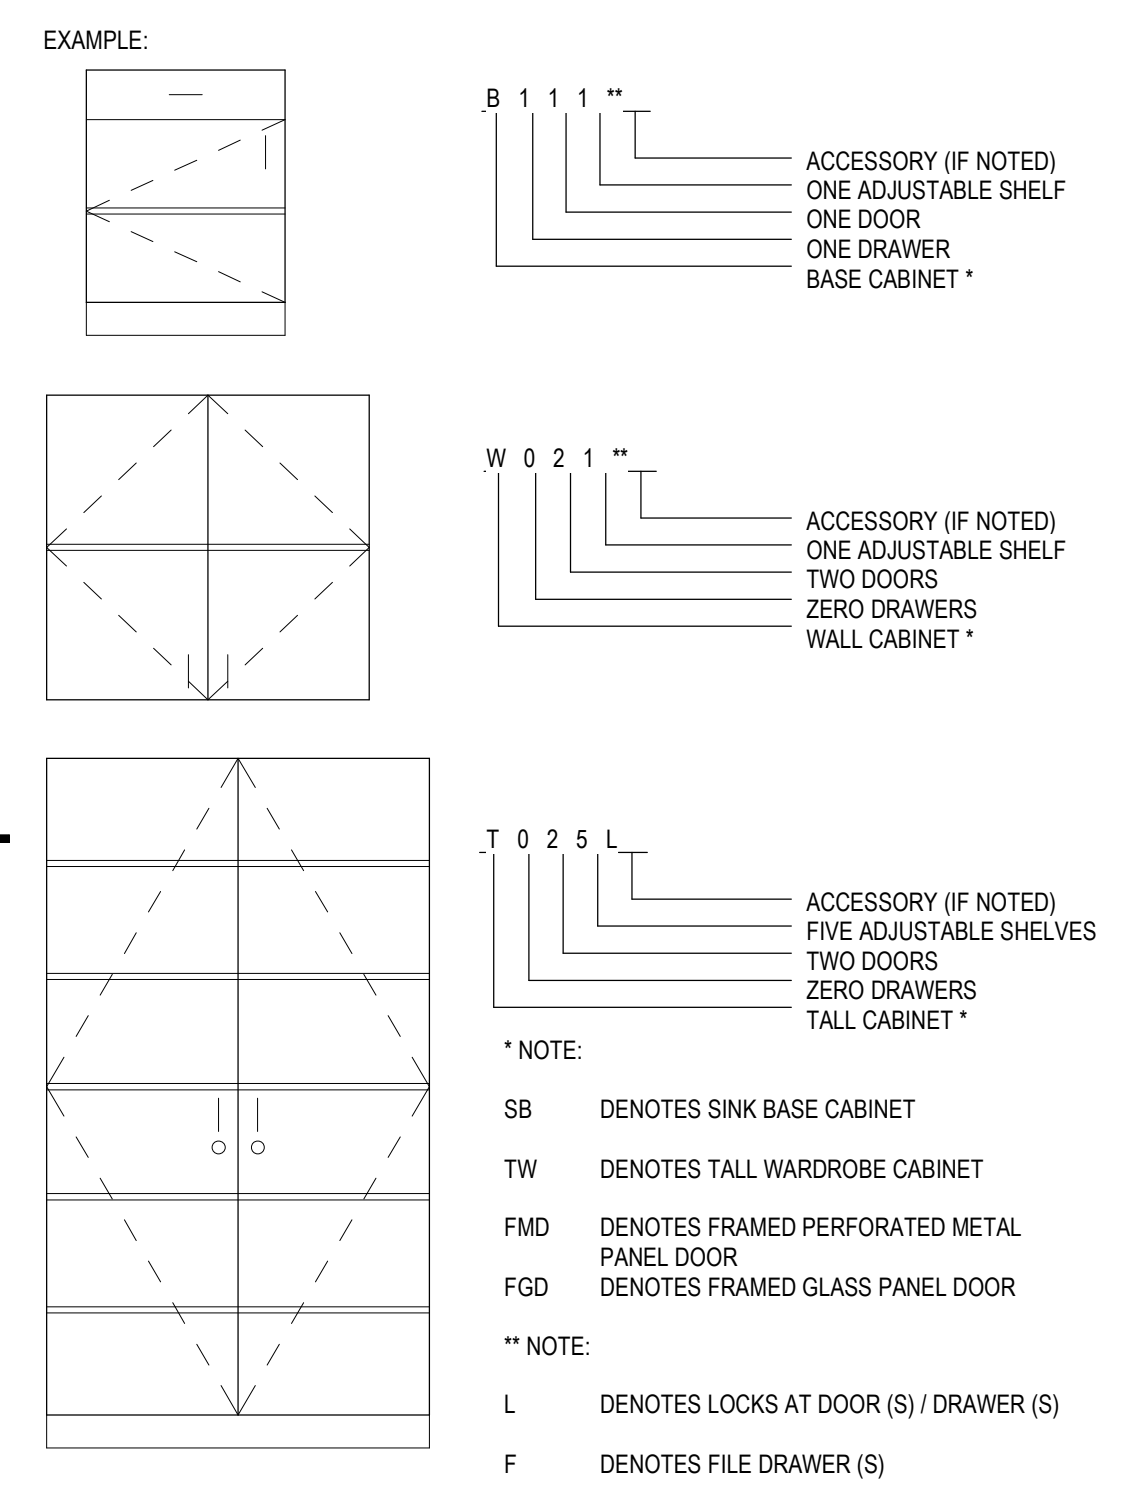 EXAMPLE:
B 1 1 1 **
ACCESSORY (IF NOTED)
ONE ADJUSTABLE SHELF
ONE DOOR
ONE DRAWER
BASE CABINET *
W 0 2 1 **
ACCESSORY (IF NOTED)
ONE ADJUSTABLE SHELF
TWO DOORS
ZERO DRAWERS
WALL CABINET *
T 0 2 5 L
ACCESSORY (IF NOTED)
FIVE ADJUSTABLE SHELVES
TWO DOORS
ZERO DRAWERS
TALL CABINET *
* NOTE:
SB DENOTES SINK BASE CABINET
TW DENOTES TALL WARDROBE CABINET
FMD DENOTES FRAMED PERFORATED METAL
PANEL DOOR
FGD DENOTES FRAMED GLASS PANEL DOOR
** NOTE:
L DENOTES LOCKS AT DOOR (S) / DRAWER (S)
F DENOTES FILE DRAWER (S)